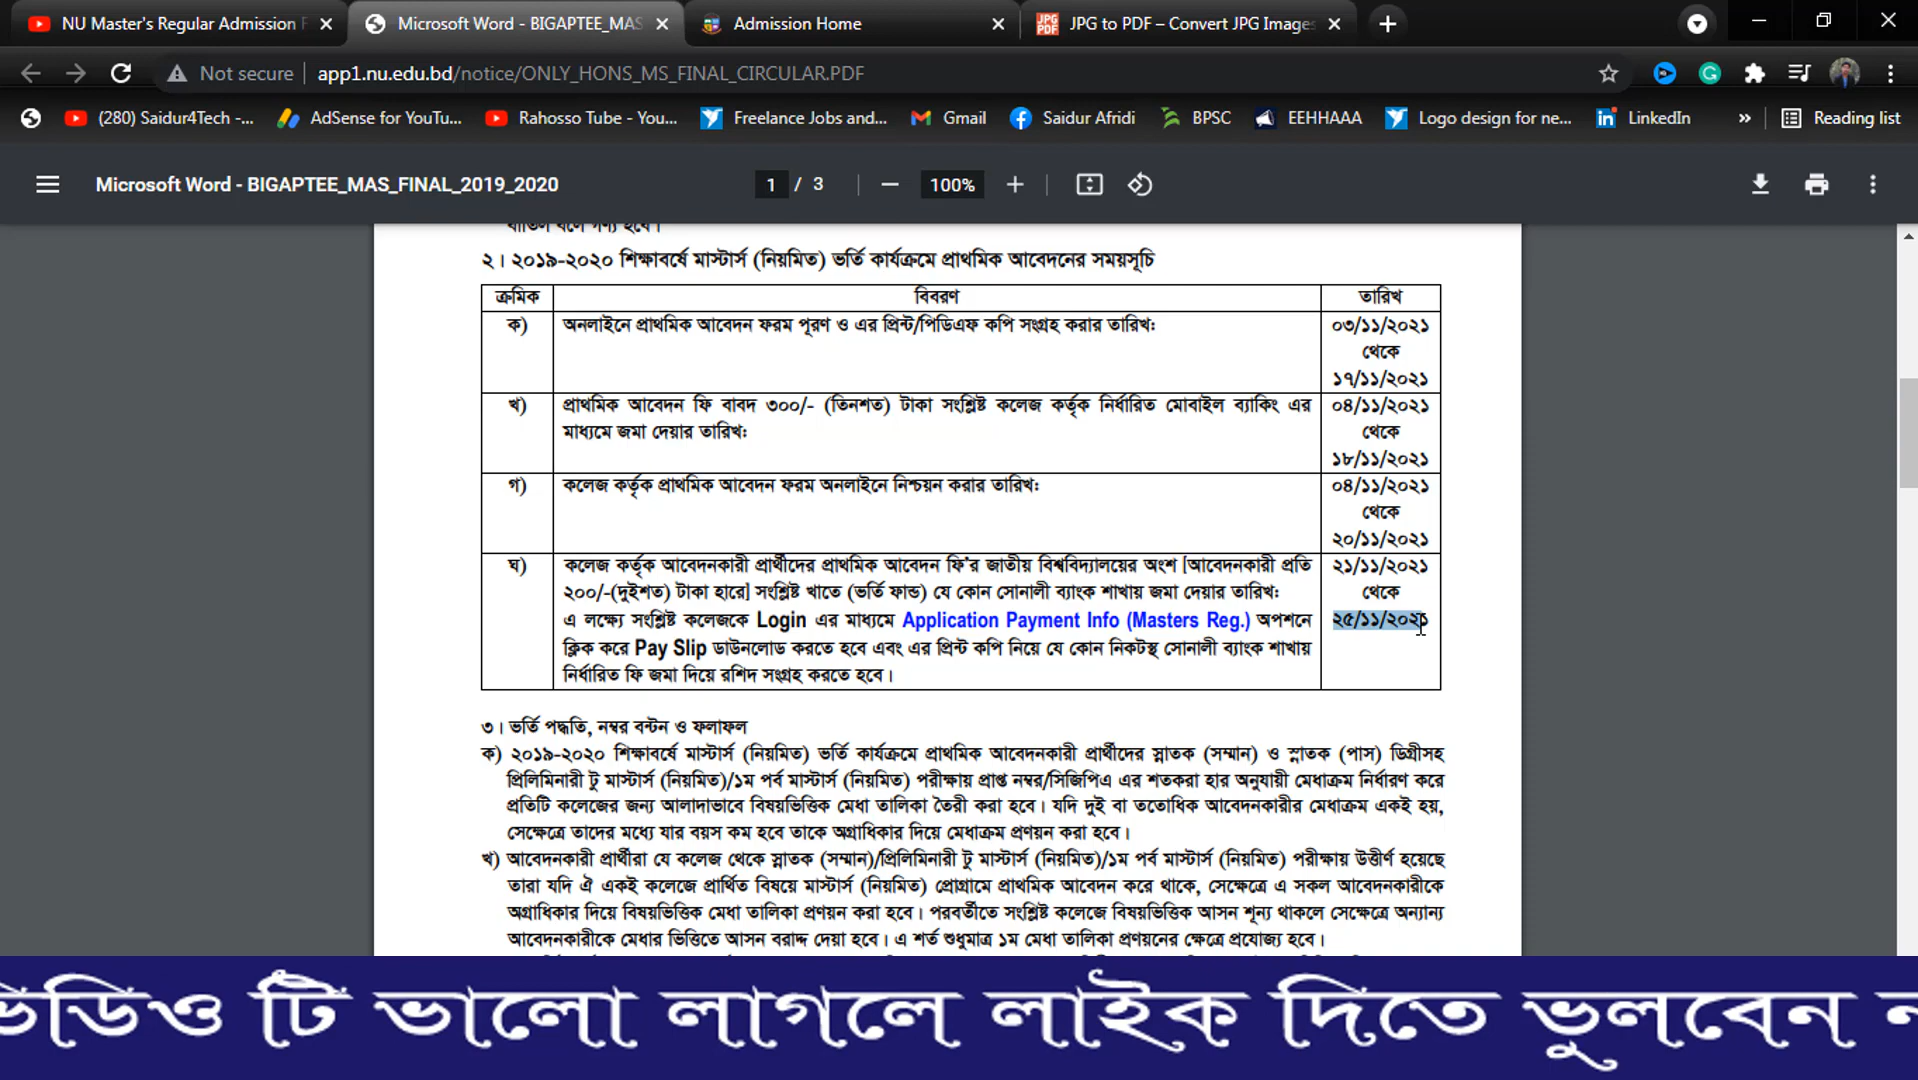 NU Master's Regular Admission F
Microsoft Word - BIGAPTEE_MAS
Admission Home
JPG to PDF – Convert JPG Images
Not secure
app1.nu.edu.bd/notice/ONLY_HONS_MS_FINAL_CIRCULAR.PDF
(280) Saidur4Tech -...
AdSense for YouTu...
Rahosso Tube - You...
Freelance Jobs and...
Gmail
Saidur Afridi
BPSC
EEHHAAA
Logo design for ne...
LinkedIn
»
Reading list
Microsoft Word - BIGAPTEE_MAS_FINAL_2019_2020
1 / 3
100%
২। ২০১৯-২০২০ শিক্ষাবর্ষে মাস্টার্স (নিয়মিত) ভর্তি কার্যক্রমে প্রাথমিক আবেদনের সময়সূচি
ক্রমিক বিবরণ তারিখ
ক) অনলাইনে প্রাথমিক আবেদন ফরম পূরণ ও এর প্রিন্ট/পিডিএফ কপি সংগ্রহ করার তারিখঃ ০৩/১১/২০২১
থেকে
১৭/১১/২০২১
খ) প্রাথমিক আবেদন ফি বাবদ ৩০০/- (তিনশত) টাকা সংশ্লিষ্ট কলেজ কর্তৃক নির্ধারিত মোবাইল ব্যাকিং এর ০৪/১১/২০২১
মাধ্যমে জমা দেয়ার তারিখঃ থেকে
১৮/১১/২০২১
গ) কলেজ কর্তৃক প্রাথমিক আবেদন ফরম অনলাইনে নিশ্চয়ন করার তারিখঃ ০৪/১১/২০২১
থেকে
২০/১১/২০২১
ঘ) কলেজ কর্তৃক আবেদনকারী প্রার্থীদের প্রাথমিক আবেদন ফি'র জাতীয় বিশ্ববিদ্যালয়ের অংশ [আবেদনকারী প্রতি ২১/১১/২০২১
২০০/-(দুইশত) টাকা হারে] সংশ্লিষ্ট খাতে (ভর্তি ফান্ড) যে কোন সোনালী ব্যাংক শাখায় জমা দেয়ার তারিখঃ থেকে
এ লক্ষ্যে সংশ্লিষ্ট কলেজকে Login এর মাধ্যমে Application Payment Info (Masters Reg.) অপশনে ২৫/১১/২০২১
ক্লিক করে Pay Slip ডাউনলোড করতে হবে এবং এর প্রিন্ট কপি নিয়ে যে কোন নিকটস্থ সোনালী ব্যাংক শাখায়
নির্ধারিত ফি জমা দিয়ে রশিদ সংগ্রহ করতে হবে।
৩। ভর্তি পদ্ধতি, নম্বর বন্টন ও ফলাফল
ক) ২০১৯-২০২০ শিক্ষাবর্ষে মাস্টার্স (নিয়মিত) ভর্তি কার্যক্রমে প্রাথমিক আবেদনকারী প্রার্থীদের স্নাতক (সম্মান) ও স্নাতক (পাস) ডিগ্রীসহ
প্রিলিমিনারী টু মাস্টার্স (নিয়মিত)/১ম পর্ব মাস্টার্স (নিয়মিত) পরীক্ষায় প্রাপ্ত নম্বর/সিজিপিএ এর শতকরা হার অনুযায়ী মেধাক্রম নির্ধারণ করে
প্রতিটি কলেজের জন্য আলাদাভাবে বিষয়ভিত্তিক মেধা তালিকা তৈরী করা হবে। যদি দুই বা ততোধিক আবেদনকারীর মেধাক্রম একই হয়,
সেক্ষেত্রে তাদের মধ্যে যার বয়স কম হবে তাকে অগ্রাধিকার দিয়ে মেধাক্রম প্রণয়ন করা হবে।
খ) আবেদনকারী প্রার্থীরা যে কলেজ থেকে স্নাতক (সম্মান)/প্রিলিমিনারী টু মাস্টার্স (নিয়মিত)/১ম পর্ব মাস্টার্স (নিয়মিত) পরীক্ষায় উত্তীর্ণ হয়েছে
তারা যদি ঐ একই কলেজে প্রার্থিত বিষয়ে মাস্টার্স (নিয়মিত) প্রোগ্রামে প্রাথমিক আবেদন করে থাকে, সেক্ষেত্রে এ সকল আবেদনকারীকে
অগ্রাধিকার দিয়ে বিষয়ভিত্তিক মেধা তালিকা প্রণয়ন করা হবে। পরবর্তীতে সংশ্লিষ্ট কলেজে বিষয়ভিত্তিক আসন শূন্য থাকলে সেক্ষেত্রে অন্যান্য
আবেদনকারীকে মেধার ভিত্তিতে আসন বরাদ্দ দেয়া হবে। এ শর্ত শুধুমাত্র ১ম মেধা তালিকা প্রণয়নের ক্ষেত্রে প্রযোজ্য হবে।
ভিডিও টি ভালো লাগলে লাইক দিতে ভুলবেন ন